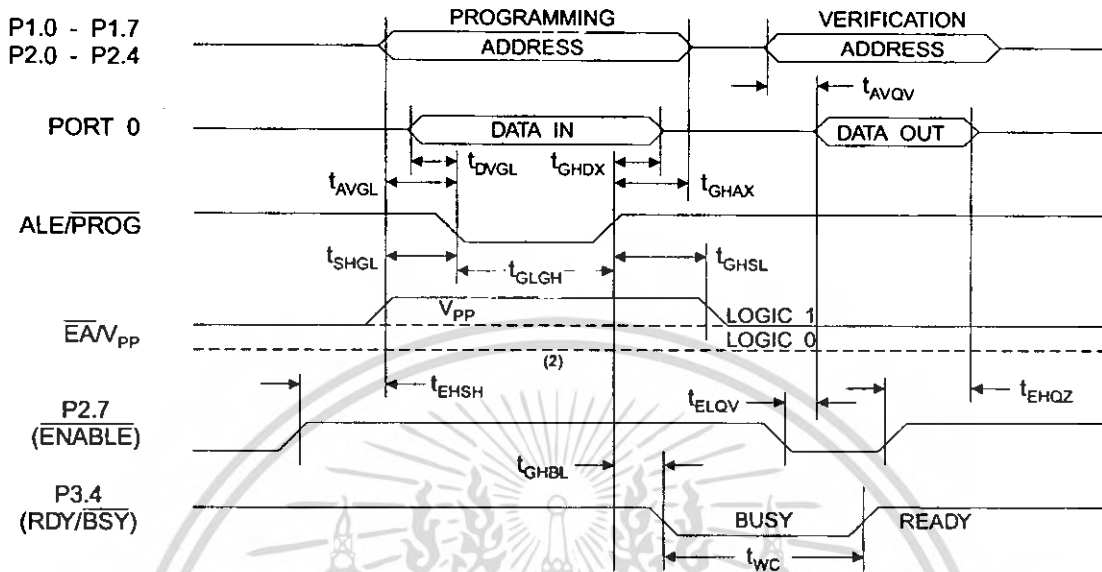 PROGRAMMING
VERIFICATION
P1.0 - P1.7
P2.0 - P2.4
ADDRESS
ADDRESS
tAVQV
PORT 0
DATA IN
DATA OUT
tDVGL
tGHDX
tAVGL
tGHAX
ALE/PROG
tSHGL
tGLGH
tGHSL
VPP
LOGIC 1
EA/VPP
LOGIC 0
(2)
tEHSH
tELQV
tEHQZ
P2.7
(ENABLE)
tGHBL
P3.4
(RDY/BSY)
BUSY
READY
tWC